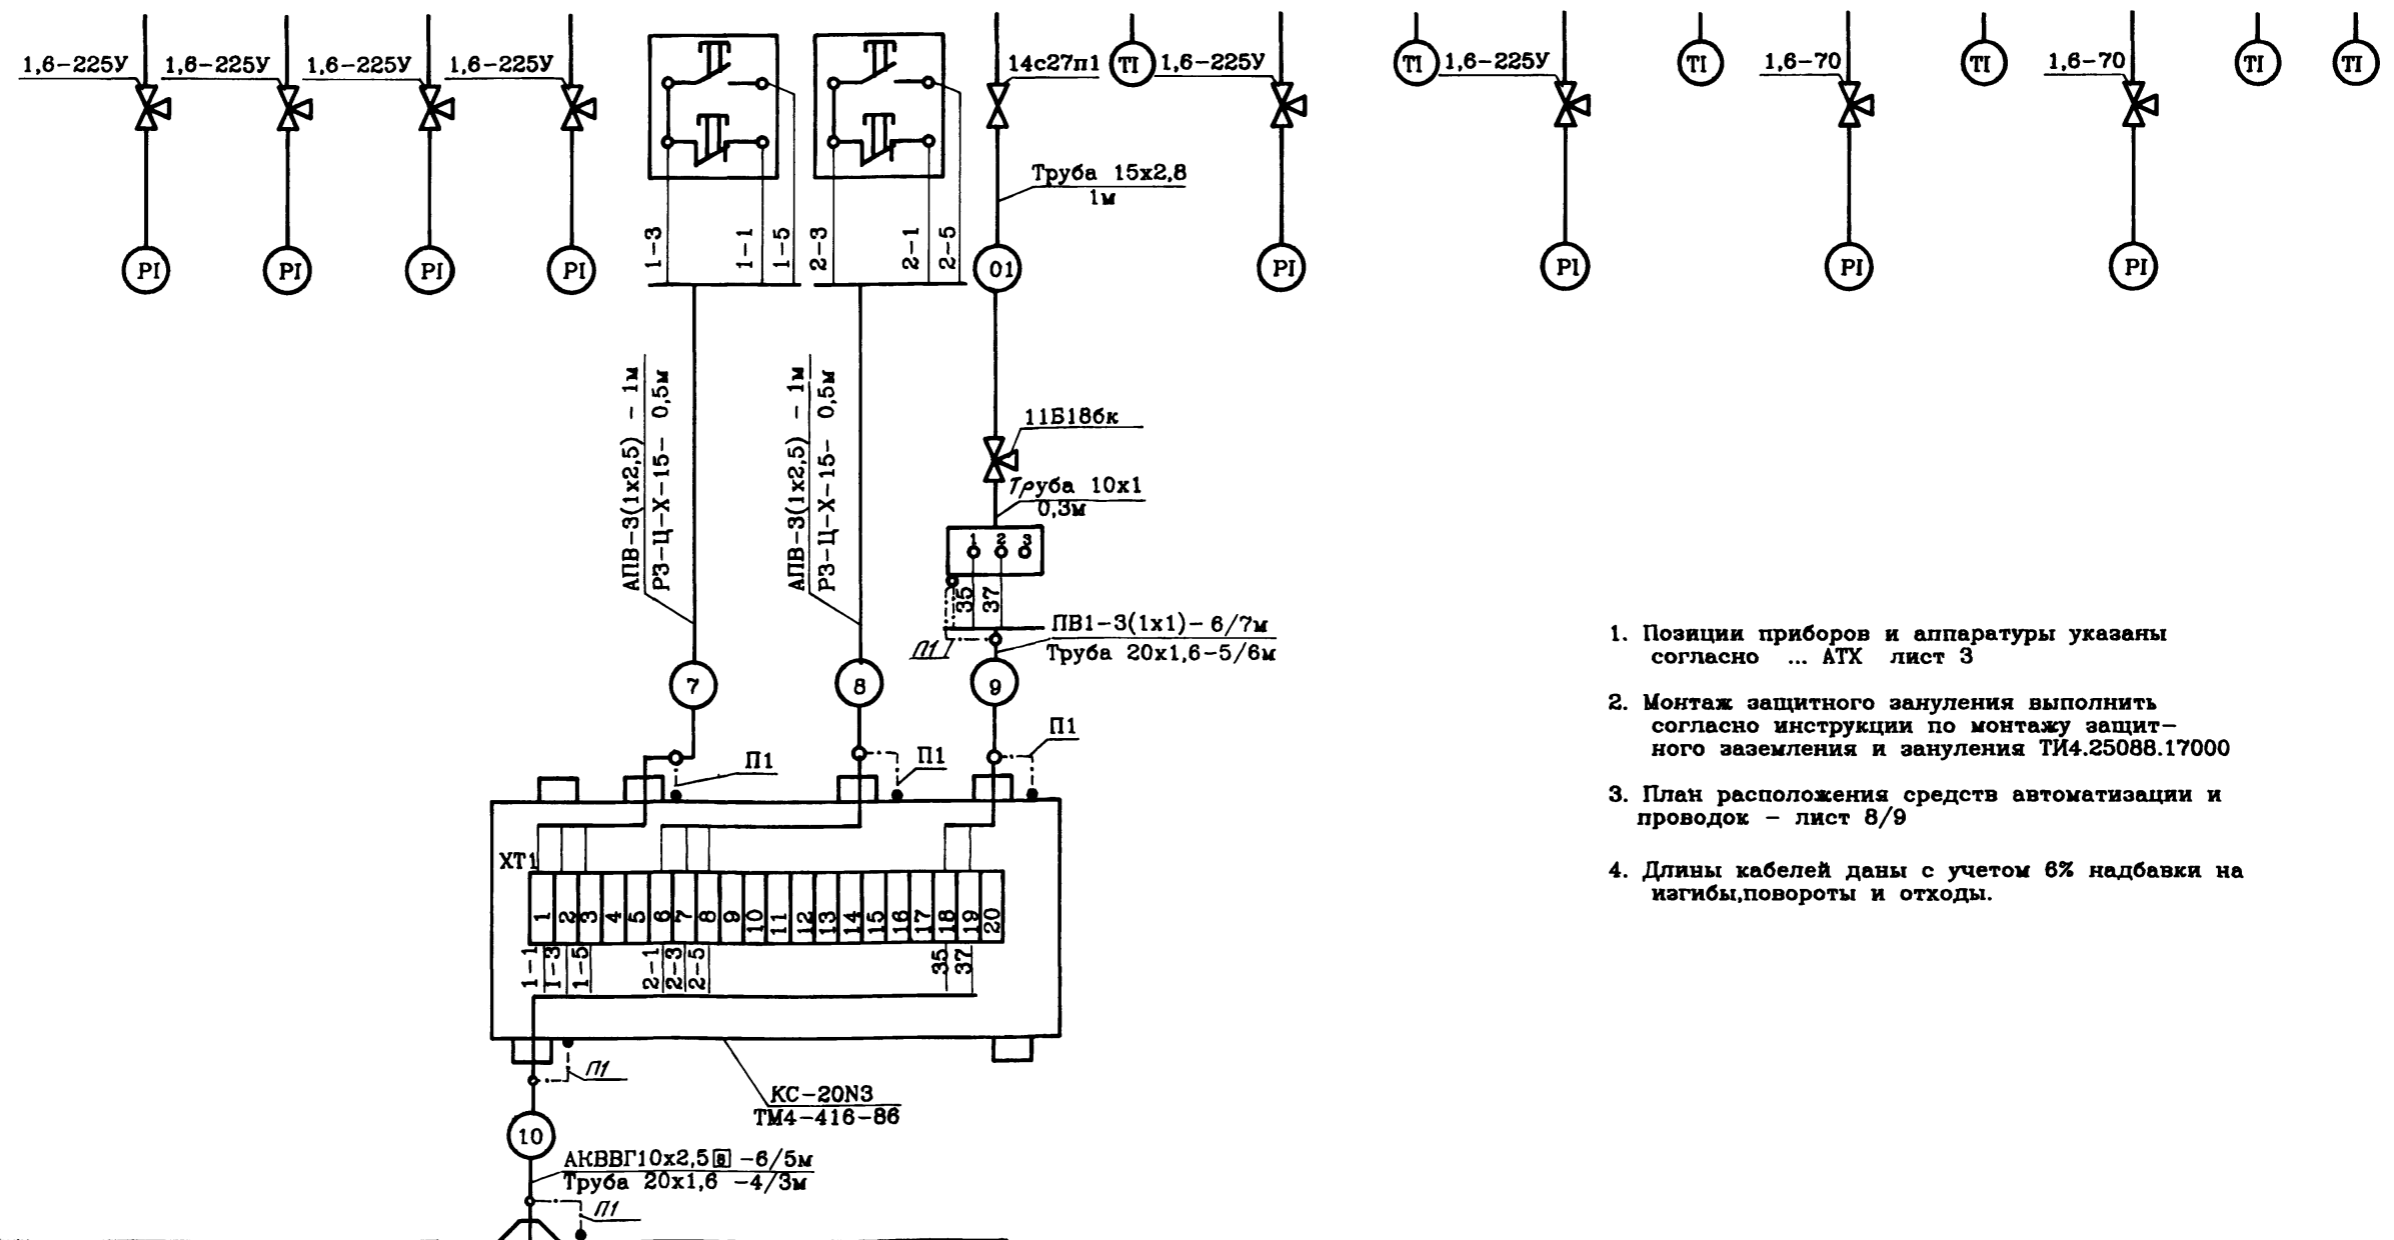 1,6-225У
1,6-225У
1,6-225У
1,6-225У
14с27п1
TI
1,6-225У
TI
1,6-225У
TI
1,6-70
TI
1,6-70
TI
TI
Труба 15х2,8
1м
1-3
1-1
1-5
2-3
2-1
2-5
PI
PI
PI
PI
01
PI
PI
PI
PI
АПВ-3(1х2,5) - 1м
РЗ-Ц-Х-15- 0,5м
АПВ-3(1х2,5) - 1м
РЗ-Ц-Х-15- 0,5м
11Б18бк
Труба 10х1
0,3м
1 2 3
35
37
П1
ПВ1-3(1х1)- 6/7м
Труба 20х1,6-5/6м
7
8
9
П1
П1
П1
ХТ1
1 2 3 4 5 6 7 8 9 10 11 12 13 14 15 16 17 18 19 20
1-1
1-3
1-5
2-1
2-3
2-5
35
37
П1
КС-20N3
ТМ4-416-86
10
АКВВГ10х2,5 8 -6/5м
Труба 20х1,6 -4/3м
П1
1. Позиции приборов и аппаратуры указаны
согласно ... АТХ лист 3
2. Монтаж защитного зануления выполнить
согласно инструкции по монтажу защит-
ного заземления и зануления ТИ4.25088.17000
3. План расположения средств автоматизации и
проводок - лист 8/9
4. Длины кабелей даны с учетом 6% надбавки на
изгибы,повороты и отходы.